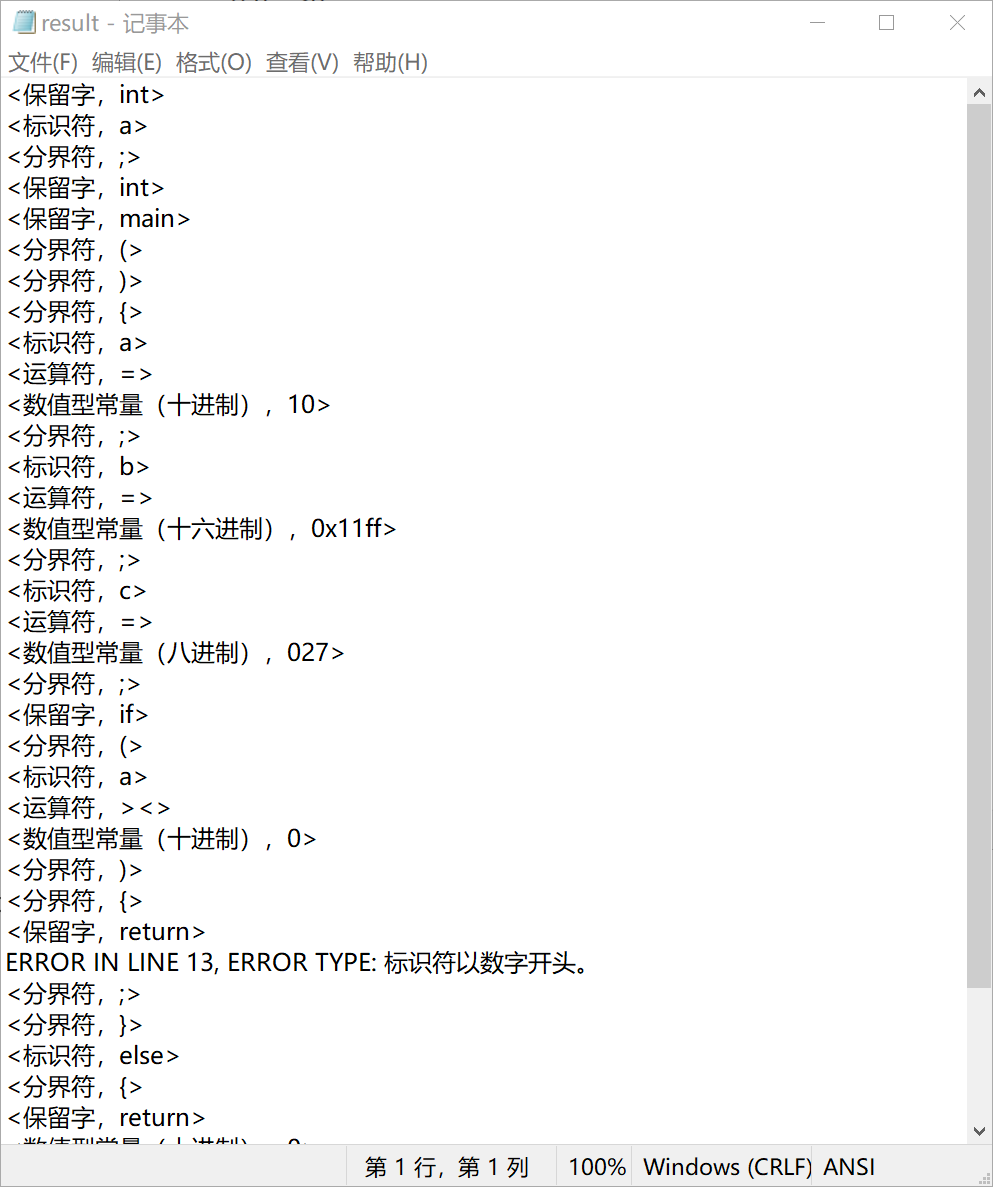 result - 记事本
文件(F) 编辑(E) 格式(O) 查看(V) 帮助(H)
<保留字，int>
<标识符，a>
<分界符，;>
<保留字，int>
<保留字，main>
<分界符，(>
<分界符，)>
<分界符，{>
<标识符，a>
<运算符，=>
<数值型常量（十进制），10>
<分界符，;>
<标识符，b>
<运算符，=>
<数值型常量（十六进制），0x11ff>
<分界符，;>
<标识符，c>
<运算符，=>
<数值型常量（八进制），027>
<分界符，;>
<保留字，if>
<分界符，(>
<标识符，a>
<运算符，><>
<数值型常量（十进制），0>
<分界符，)>
<分界符，{>
<保留字，return>
ERROR IN LINE 13, ERROR TYPE: 标识符以数字开头。
<分界符，;>
<分界符，}>
<标识符，else>
<分界符，{>
<保留字，return>
第 1 行，第 1 列 100% Windows (CRLF) ANSI